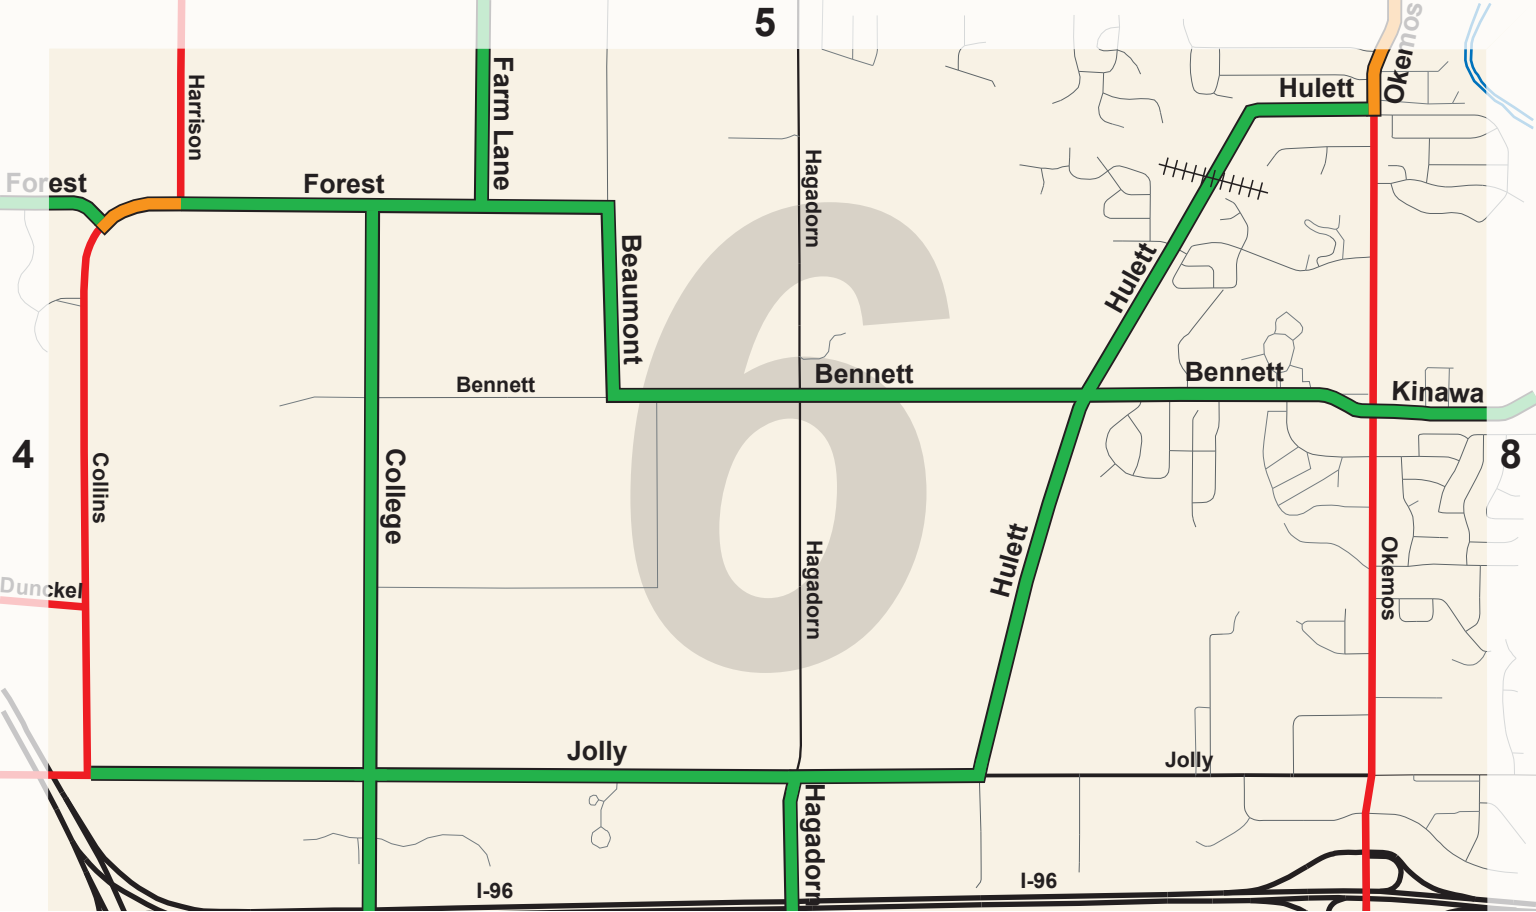 5
Okemos
Harrison
Farm Lane
Hulett
Forest
Forest
Hagadorn
Beaumont
Hulett
6
Bennett
Bennett
Bennett
Kinawa
4
Collins
College
8
Hulett
Hagadorn
Okemos
Dunckel
Jolly
Jolly
Hagadorn
I-96
I-96